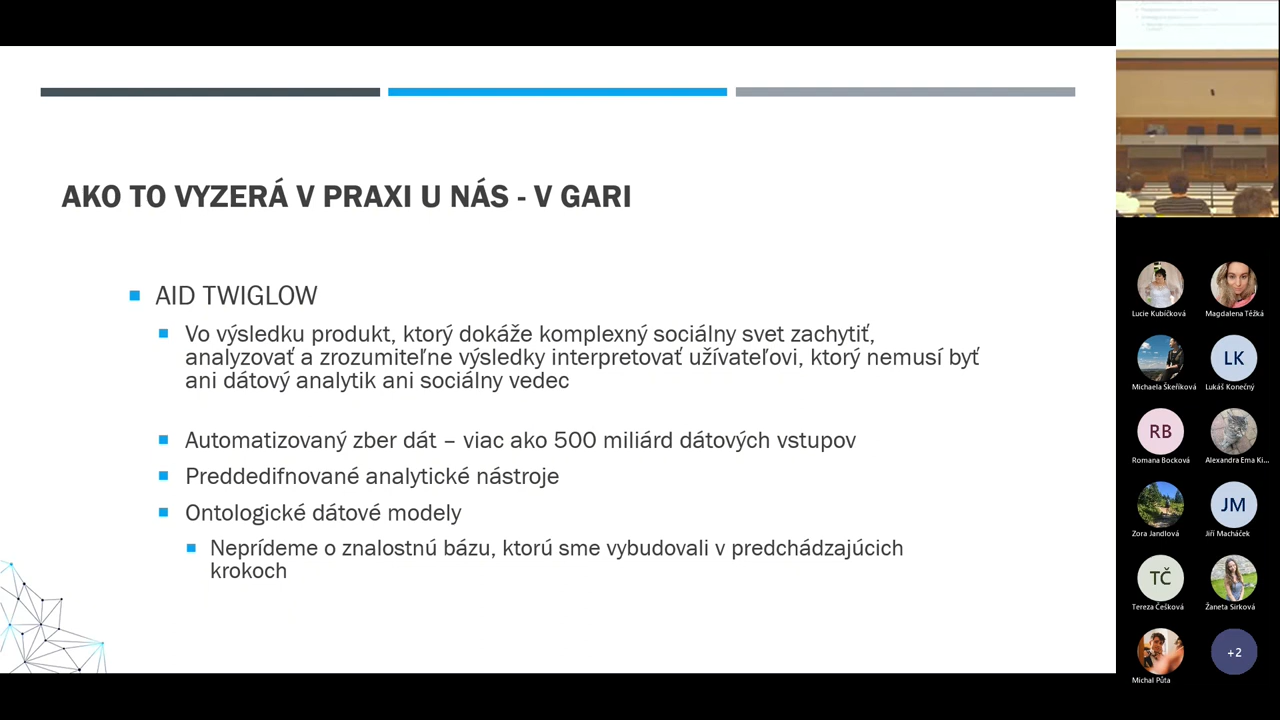 AKO TO VYZERÁ V PRAXI U NÁS - V GARI
AID TWIGLOW
Vo výsledku produkt, ktorý dokáže komplexný sociálny svet zachytiť,
analyzovať a zrozumiteľne výsledky interpretovať užívateľovi, ktorý nemusí byť
ani dátový analytik ani sociálny vedec
Automatizovaný zber dát – viac ako 500 miliárd dátových vstupov
Preddedifnované analytické nástroje
Ontologické dátové modely
Neprídeme o znalostnú bázu, ktorú sme vybudovali v predchádzajúcich
krokoch
Lucie Kubíčková
Magdalena Těžká
Michaela Škeříková
LK
Lukáš Konečný
RB
Romana Bocková
Alexandra Ema Ki...
Zora Jandlová
JM
Jiří Macháček
TČ
Tereza Češková
Žaneta Sirková
Michal Půta
+2